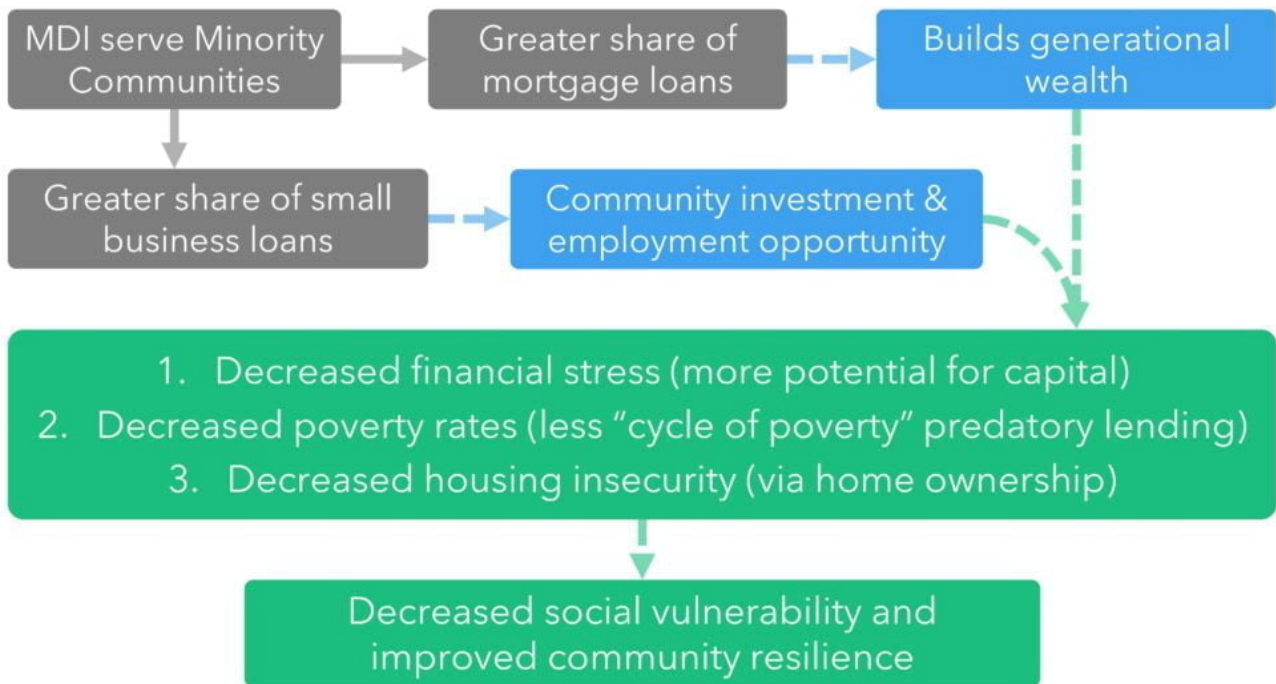 MDI serve Minority
Communities
Greater share of
mortgage loans
Builds generational
wealth
Greater share of small
business loans
Community investment &
employment opportunity
1. Decreased financial stress (more potential for capital)
2. Decreased poverty rates (less “cycle of poverty” predatory lending)
3. Decreased housing insecurity (via home ownership)
Decreased social vulnerability and
improved community resilience